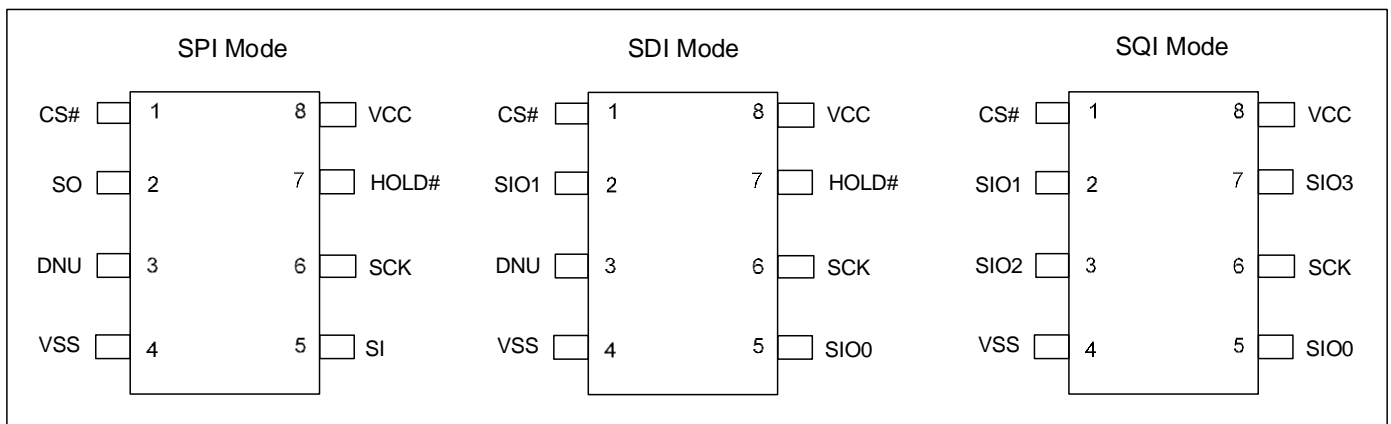 SPI Mode
CS# 1 8 VCC
SO 2 7 HOLD#
DNU 3 6 SCK
VSS 4 5 SI
SDI Mode
CS# 1 8 VCC
SIO1 2 7 HOLD#
DNU 3 6 SCK
VSS 4 5 SIO0
SQI Mode
CS# 1 8 VCC
SIO1 2 7 SIO3
SIO2 3 6 SCK
VSS 4 5 SIO0